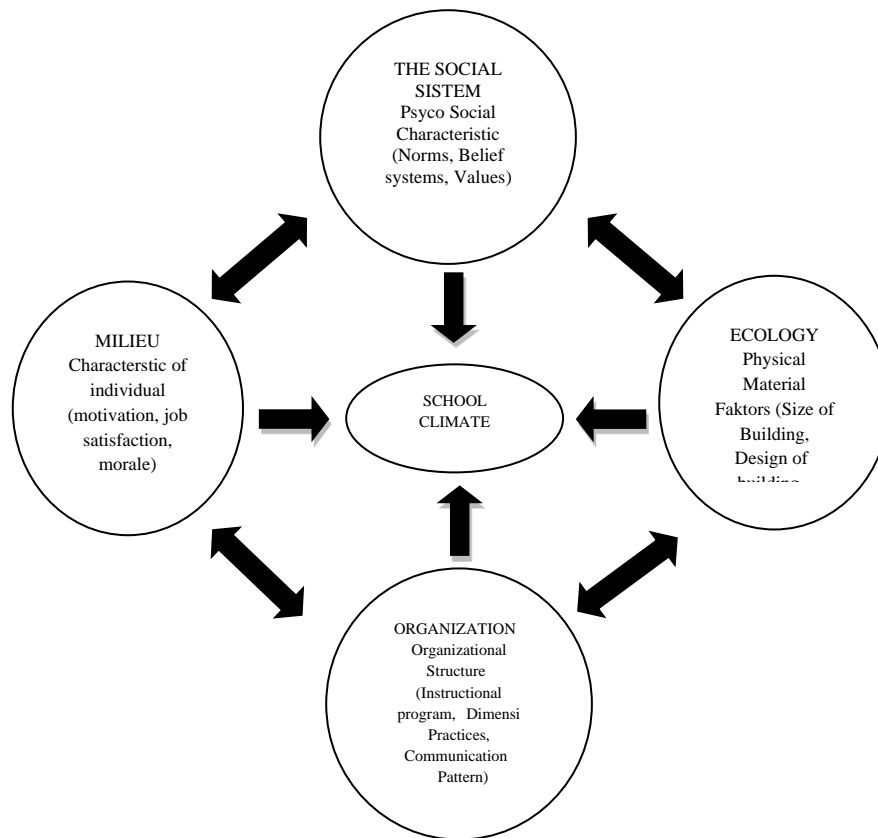 THE SOCIAL
SISTEM
Psyco Social
Characteristic
(Norms, Belief
systems, Values)
MILIEU
Characterstic of
individual
(motivation, job
satisfaction,
morale)
SCHOOL
CLIMATE
ECOLOGY
Physical
Material
Faktors (Size of
Building,
Design of
building
ORGANIZATION
Organizational
Structure
(Instructional
program, Dimensi
Practices,
Communication
Pattern)